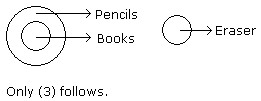 Pencils
Books
Eraser
Only (3) follows.